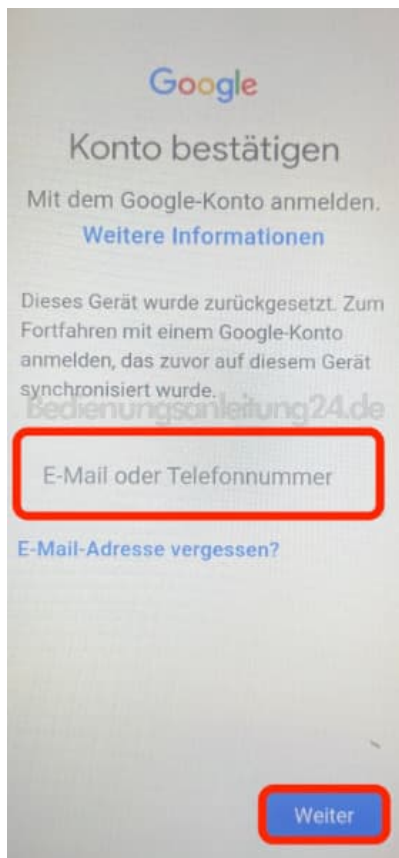 Google
Konto bestätigen
Mit dem Google-Konto anmelden.
Weitere Informationen
Dieses Gerät wurde zurückgesetzt. Zum
Fortfahren mit einem Google-Konto
anmelden, das zuvor auf diesem Gerät
synchronisiert wurde.
Bedienungsanleitung24.de
E-Mail oder Telefonnummer
E-Mail-Adresse vergessen?
Weiter